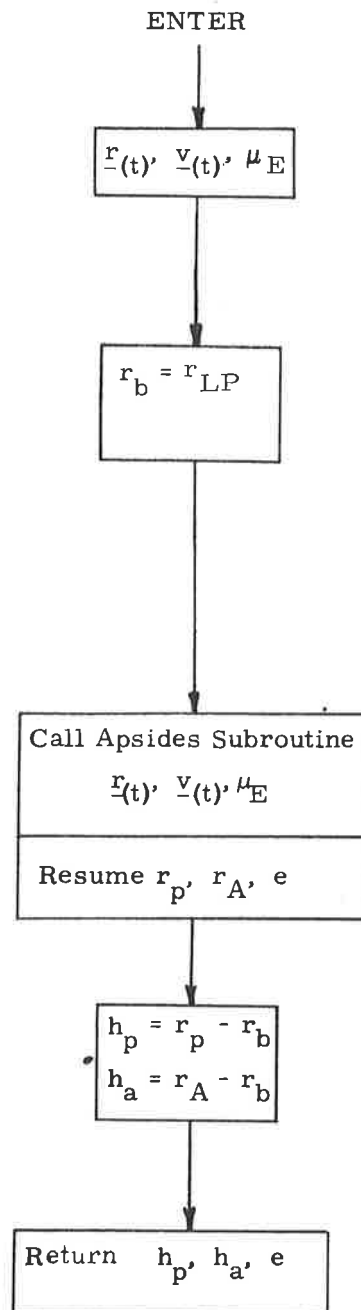 ENTER
r(t), v(t), μE
rb = rLP
Call Apsides Subroutine
r(t), v(t), μE
Resume rp, rA, e
hp = rp - rb
ha = rA - rb
Return hp, ha, e